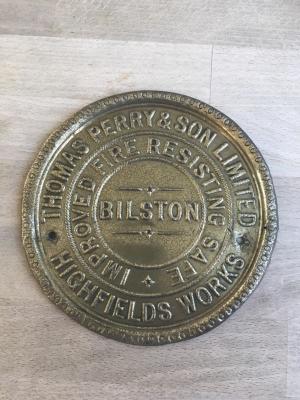 THOMAS PERRY & SON LIMITED
HIGHFIELDS WORKS
IMPROVED FIRE RESISTING SAFE
BILSTON